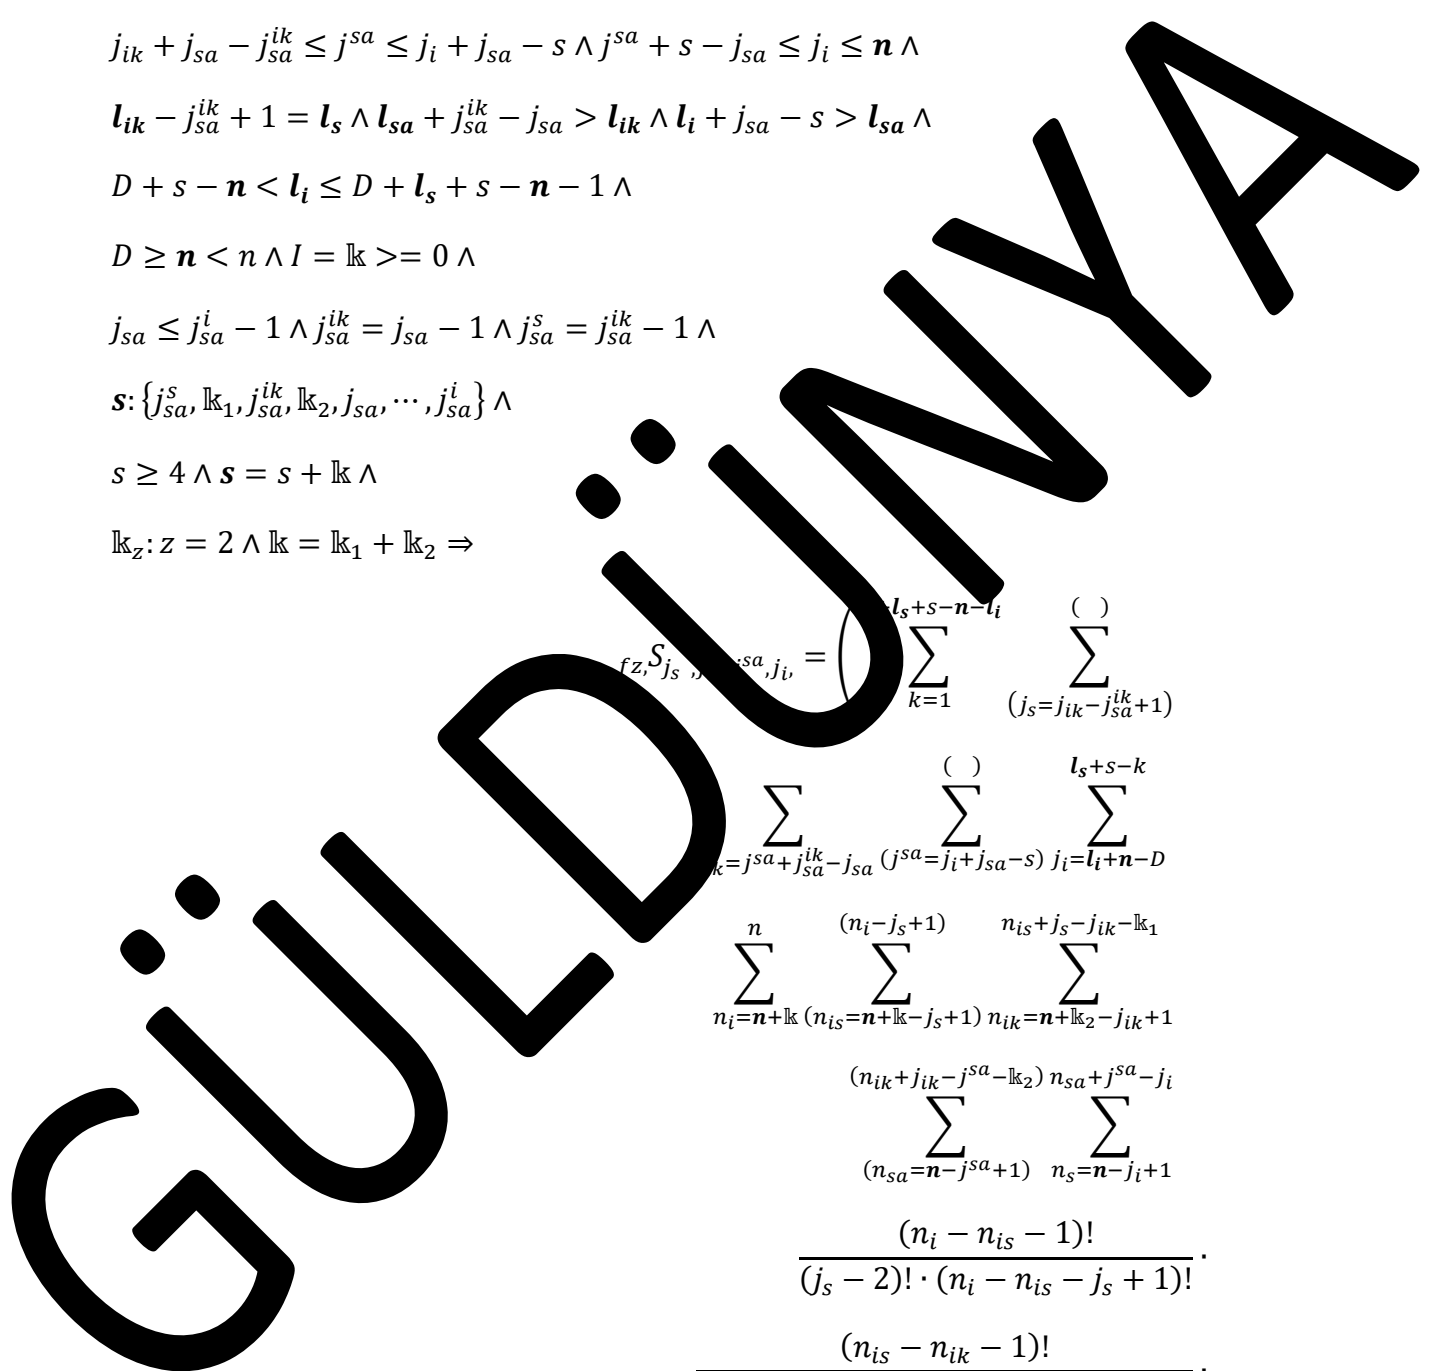 j_{ik} + j_{sa} − j_{sa}^{ik} ≤ j^{sa} ≤ j_i + j_{sa} − s ∧ j^{sa} + s − j_{sa} ≤ j_i ≤ n ∧
l_{ik} − j_{sa}^{ik} + 1 = l_s ∧ l_{sa} + j_{sa}^{ik} − j_{sa} > l_{ik} ∧ l_i + j_{sa} − s > l_{sa} ∧
D + s − n < l_i ≤ D + l_s + s − n − 1 ∧
D ≥ n < n ∧ I = 𝕜 >= 0 ∧
j_{sa} ≤ j_{sa}^i − 1 ∧ j_{sa}^{ik} = j_{sa} − 1 ∧ j_{sa}^s = j_{sa}^{ik} − 1 ∧
s: {j_{sa}^s, 𝕜_1, j_{sa}^{ik}, 𝕜_2, j_{sa}, ⋯, j_{sa}^i} ∧
s ≥ 4 ∧ s = s + 𝕜 ∧
𝕜_z: z = 2 ∧ 𝕜 = 𝕜_1 + 𝕜_2 ⇒
l_s+s−n−l_i ( )
fz, S_{j_s ,} sa,j_i, = ( ∑ ∑
k=1 (j_s=j_{ik}−j_{sa}^{ik}+1)
( ) l_s+s−k
∑ ∑ ∑
k=j^{sa}+j_{sa}^{ik}−j_{sa} (j^{sa}=j_i+j_{sa}−s) j_i=l_i+n−D
n (n_i−j_s+1) n_{is}+j_s−j_{ik}−𝕜_1
∑ ∑ ∑
n_i=n+𝕜 (n_{is}=n+𝕜−j_s+1) n_{ik}=n+𝕜_2−j_{ik}+1
(n_{ik}+j_{ik}−j^{sa}−𝕜_2) n_{sa}+j^{sa}−j_i
∑ ∑
(n_{sa}=n−j^{sa}+1) n_s=n−j_i+1
(n_i − n_{is} − 1)!
(j_s − 2)! · (n_i − n_{is} − j_s + 1)! ·
(n_{is} − n_{ik} − 1)! ·
GÜLDÜNYA